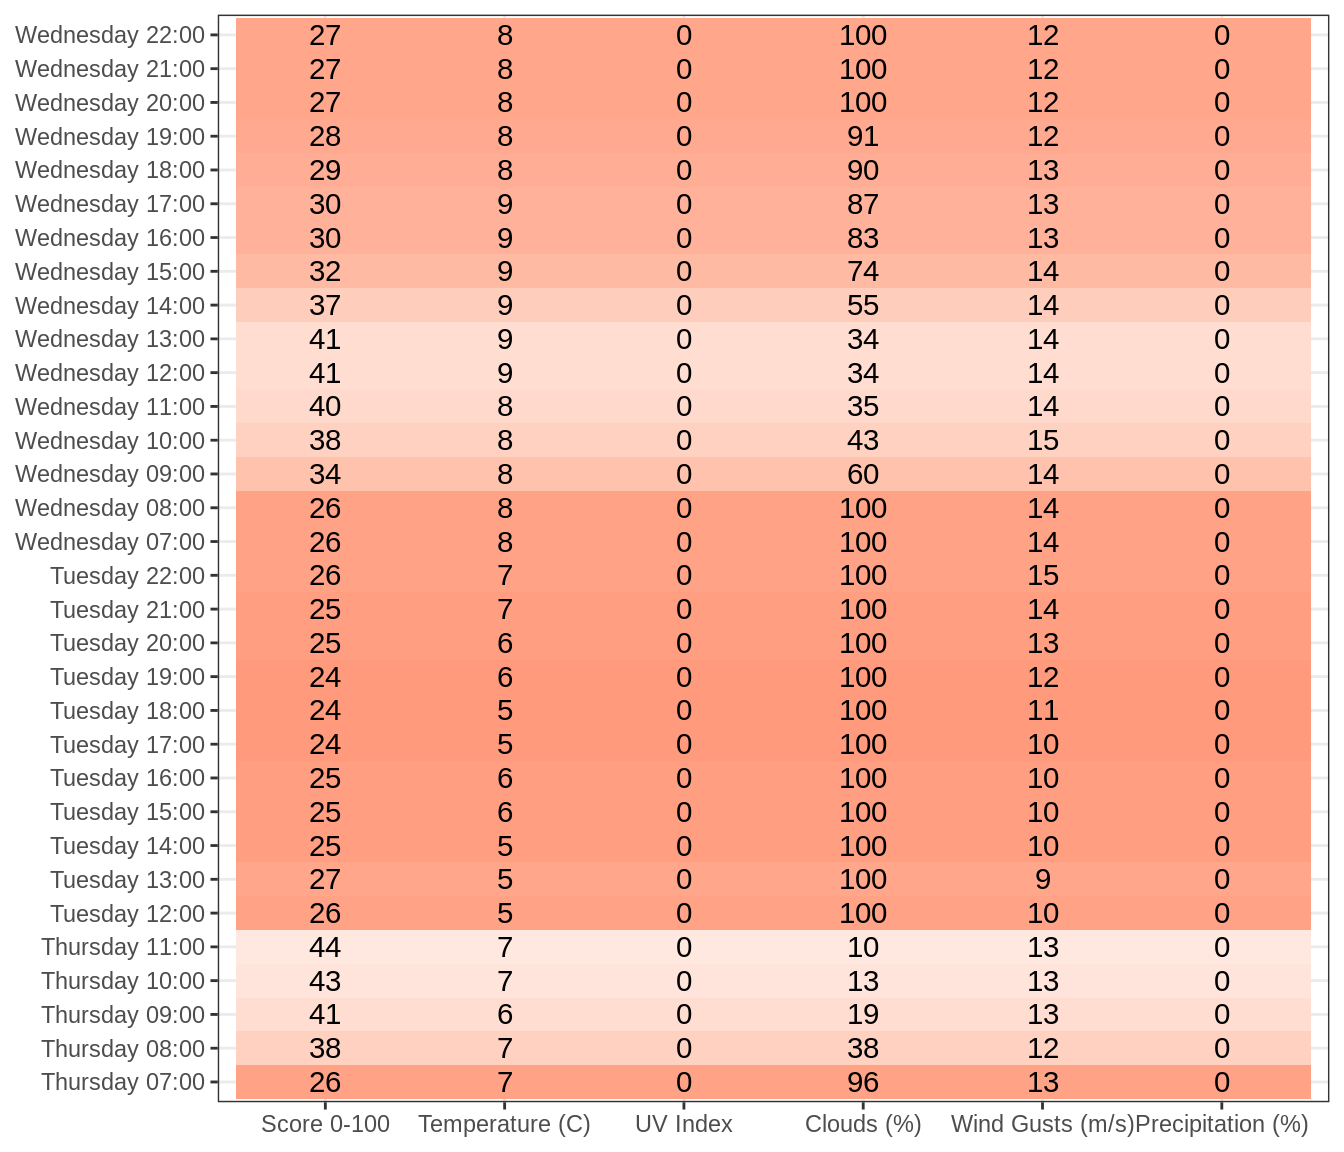 Wednesday 22:00 27 8 0 100 12 0
Wednesday 21:00 27 8 0 100 12 0
Wednesday 20:00 27 8 0 100 12 0
Wednesday 19:00 28 8 0 91 12 0
Wednesday 18:00 29 8 0 90 13 0
Wednesday 17:00 30 9 0 87 13 0
Wednesday 16:00 30 9 0 83 13 0
Wednesday 15:00 32 9 0 74 14 0
Wednesday 14:00 37 9 0 55 14 0
Wednesday 13:00 41 9 0 34 14 0
Wednesday 12:00 41 9 0 34 14 0
Wednesday 11:00 40 8 0 35 14 0
Wednesday 10:00 38 8 0 43 15 0
Wednesday 09:00 34 8 0 60 14 0
Wednesday 08:00 26 8 0 100 14 0
Wednesday 07:00 26 8 0 100 14 0
Tuesday 22:00 26 7 0 100 15 0
Tuesday 21:00 25 7 0 100 14 0
Tuesday 20:00 25 6 0 100 13 0
Tuesday 19:00 24 6 0 100 12 0
Tuesday 18:00 24 5 0 100 11 0
Tuesday 17:00 24 5 0 100 10 0
Tuesday 16:00 25 6 0 100 10 0
Tuesday 15:00 25 6 0 100 10 0
Tuesday 14:00 25 5 0 100 10 0
Tuesday 13:00 27 5 0 100 9 0
Tuesday 12:00 26 5 0 100 10 0
Thursday 11:00 44 7 0 10 13 0
Thursday 10:00 43 7 0 13 13 0
Thursday 09:00 41 6 0 19 13 0
Thursday 08:00 38 7 0 38 12 0
Thursday 07:00 26 7 0 96 13 0
Score 0-100 Temperature (C) UV Index Clouds (%) Wind Gusts (m/s) Precipitation (%)